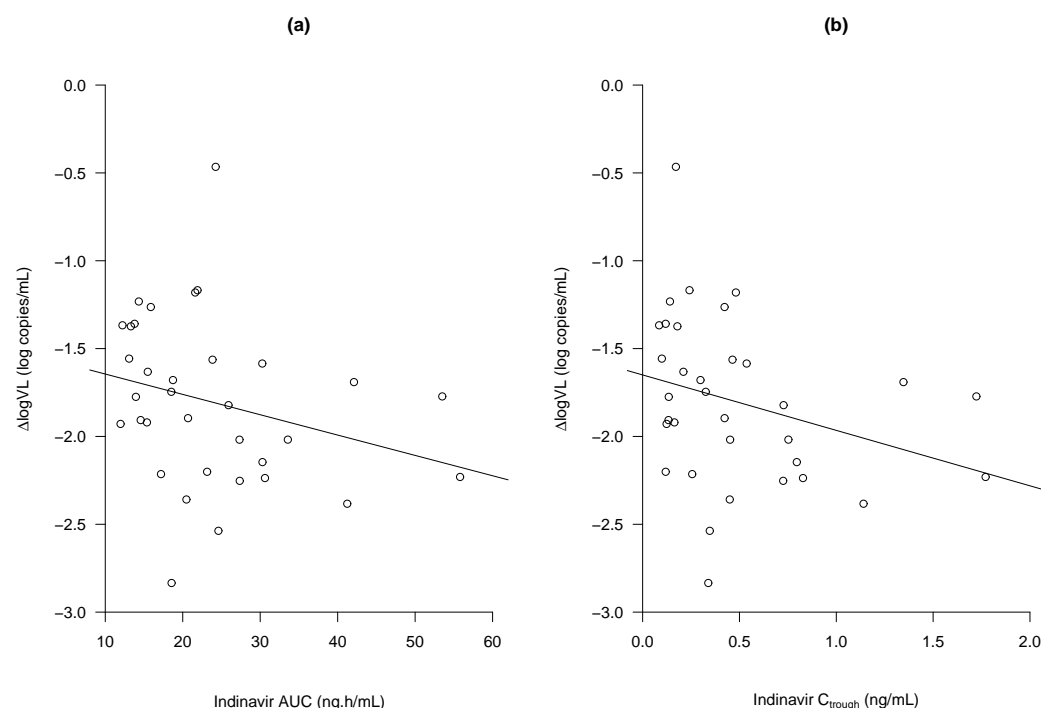 (a)
0.0
−0.5
−1.0
−1.5
−2.0
−2.5
−3.0
ΔlogVL (log copies/mL)
10 20 30 40 50 60
Indinavir AUC (ng.h/mL)
(b)
0.0
−0.5
−1.0
−1.5
−2.0
−2.5
−3.0
ΔlogVL (log copies/mL)
0.0 0.5 1.0 1.5 2.0
Indinavir Ctrough (ng/mL)